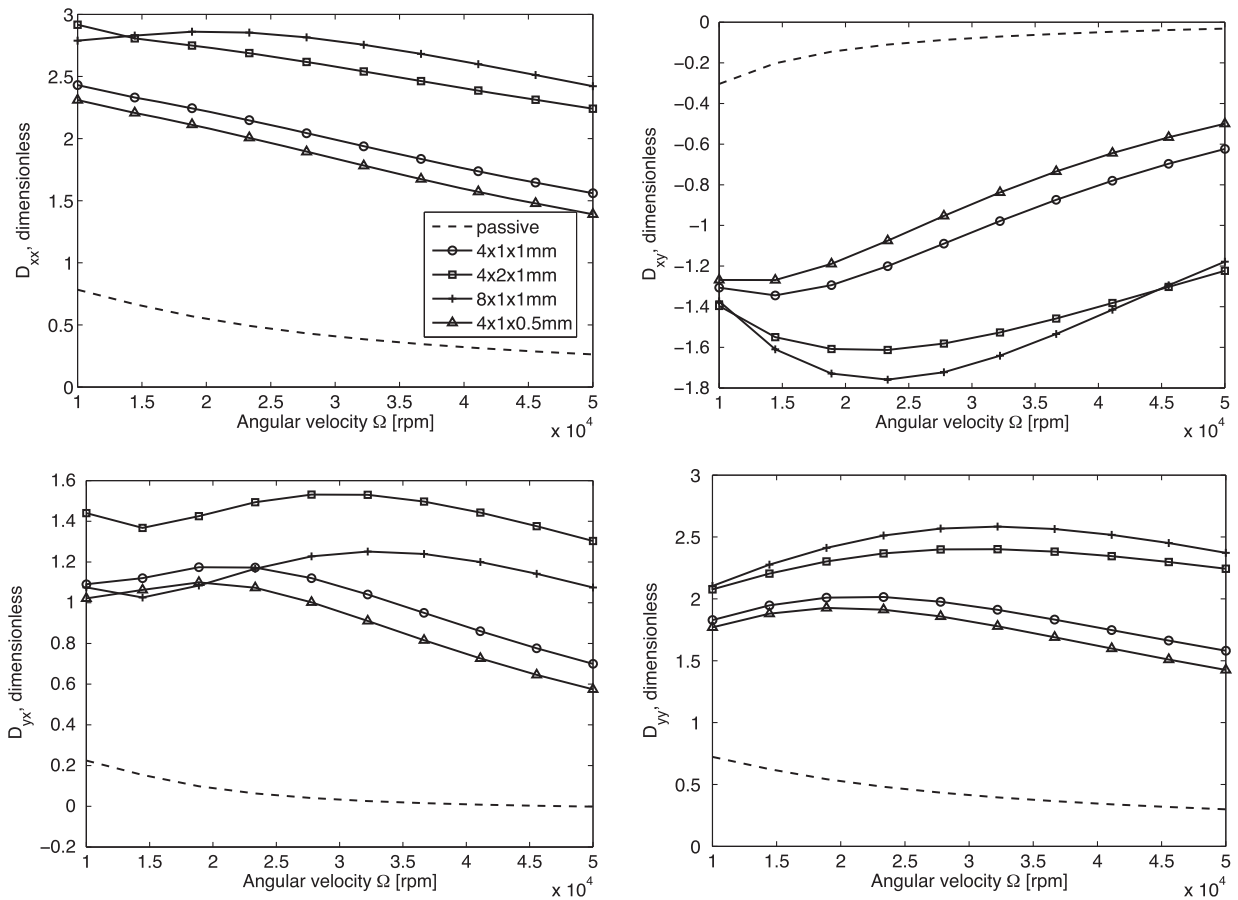 3
2.5
2
1.5
1
0.5
0
D_xx, dimensionless
passive
4x1x1mm
4x2x1mm
8x1x1mm
4x1x0.5mm
1 1.5 2 2.5 3 3.5 4 4.5 5
Angular velocity Ω [rpm]
x 10^4
0
−0.2
−0.4
−0.6
−0.8
−1
−1.2
−1.4
−1.6
−1.8
D_xy, dimensionless
1 1.5 2 2.5 3 3.5 4 4.5 5
Angular velocity Ω [rpm]
x 10^4
1.6
1.4
1.2
1
0.8
0.6
0.4
0.2
0
−0.2
D_yx, dimensionless
1 1.5 2 2.5 3 3.5 4 4.5 5
Angular velocity Ω [rpm]
x 10^4
3
2.5
2
1.5
1
0.5
0
D_yy, dimensionless
1 1.5 2 2.5 3 3.5 4 4.5 5
Angular velocity Ω [rpm]
x 10^4